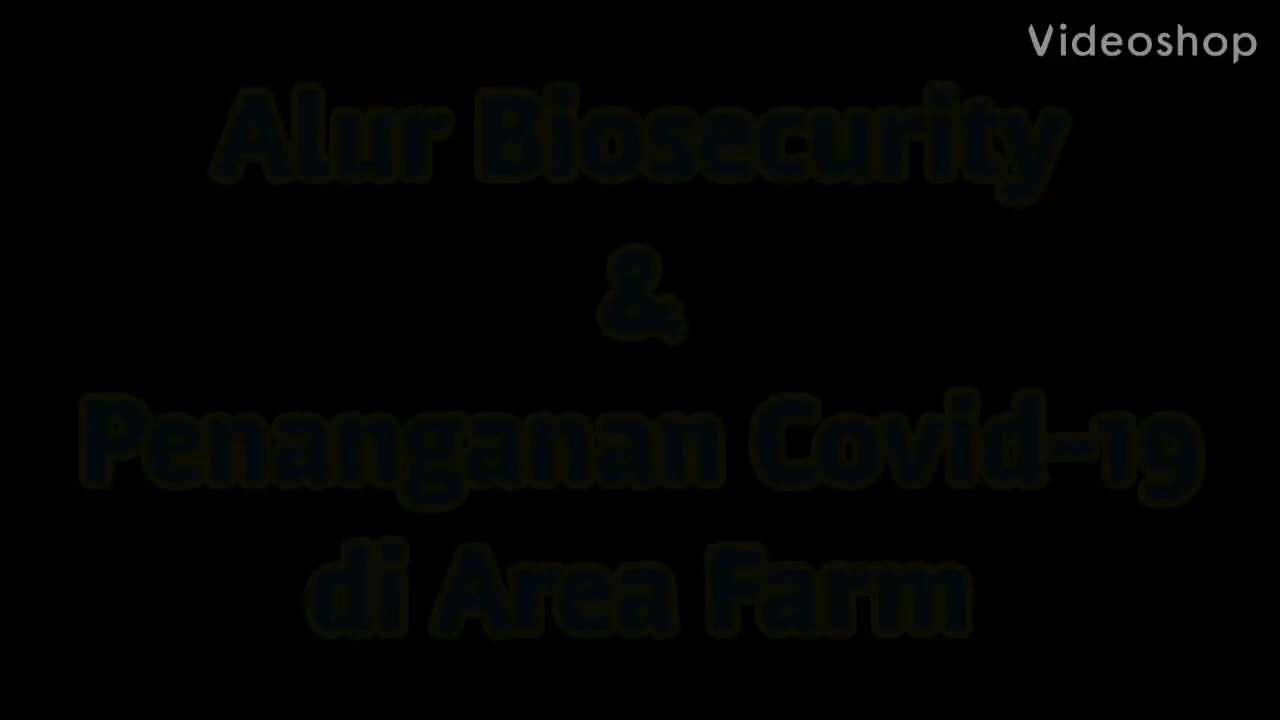 Videoshop
Alur Biosecurity
&
Penanganan Covid-19
di Area Farm